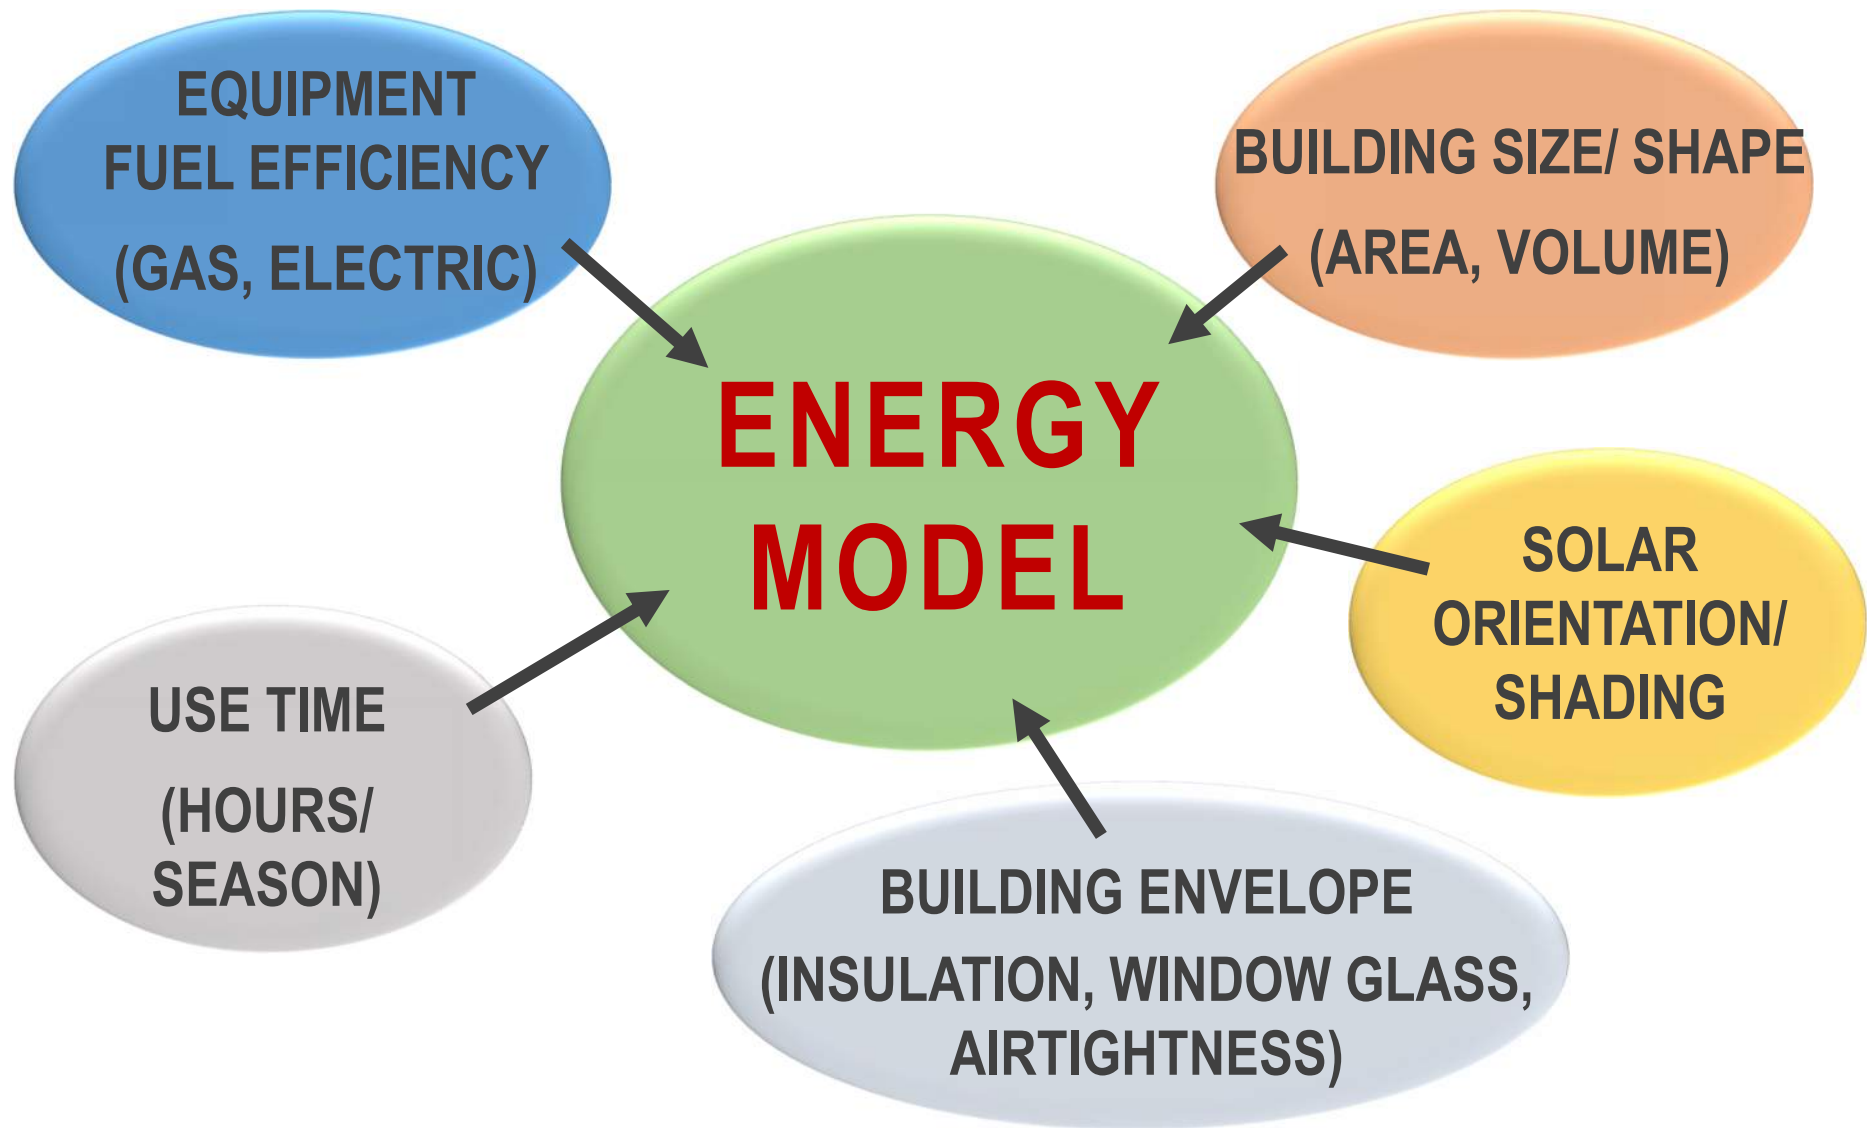 EQUIPMENT
FUEL EFFICIENCY
(GAS, ELECTRIC)
BUILDING SIZE/ SHAPE
(AREA, VOLUME)
ENERGY
MODEL
SOLAR
ORIENTATION/
SHADING
USE TIME
(HOURS/
SEASON)
BUILDING ENVELOPE
(INSULATION, WINDOW GLASS,
AIRTIGHTNESS)